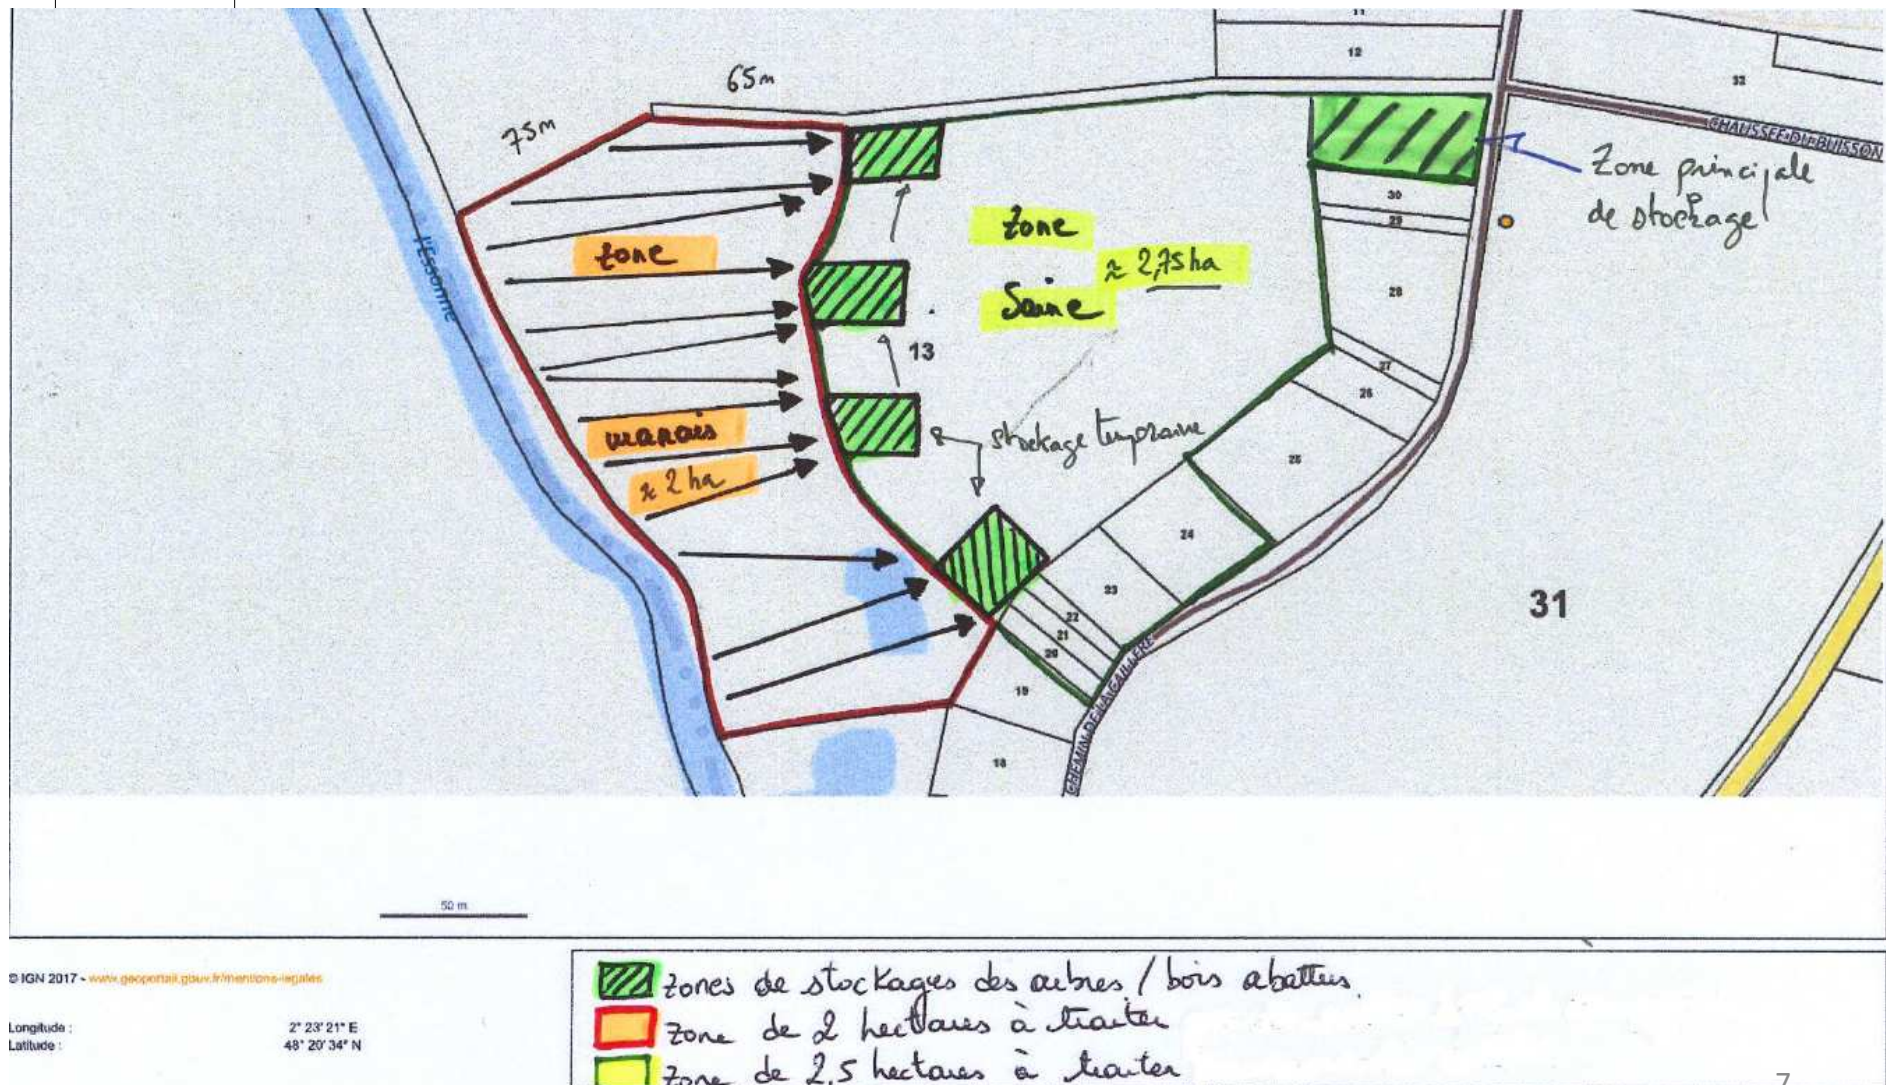 11
12
32
65m
75m
CHAUSSEE DU BUISSON
Zone principale
de stockage
30
29
zone
l'Essonne
zone
≈ 2,75 ha
Saine
28
13
27
26
marais
stockage temporaire
≈ 2 ha
25
24
23
22
21
20
31
19
CHEMIN DE LA CAILLERE
18
50 m
© IGN 2017 - www.geoportail.gouv.fr/mentions-legales
zones de stockages des arbres / bois abattus.
Longitude : 2° 23' 21" E
zone de 2 hectares à traiter
Latitude : 48° 20' 34" N
zone de 2,5 hectares à traiter
7